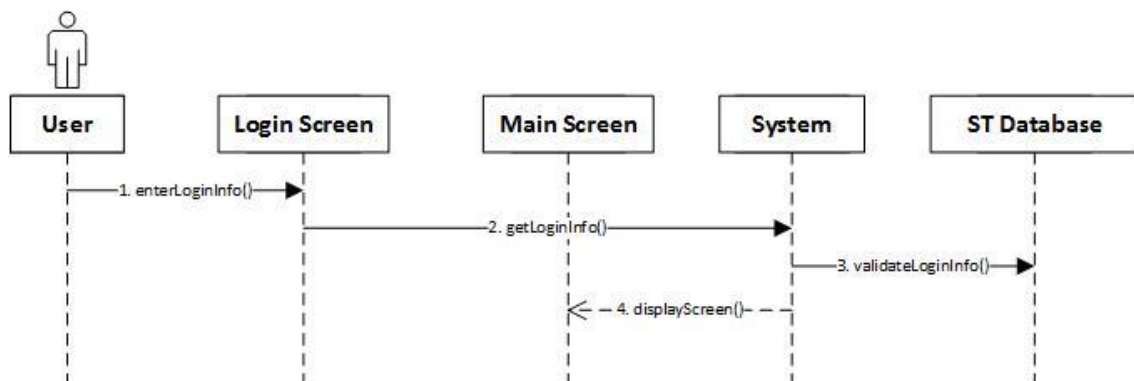 User
Login Screen
Main Screen
System
ST Database
1. enterLoginInfo()
2. getLoginInfo()
3. validateLoginInfo()
4. displayScreen()